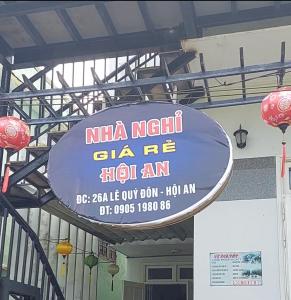 NHÀ NGHỈ
GIÁ RẺ
HỘI AN
ĐC: 26A LÊ QUÝ ĐÔN - HỘI AN
ĐT: 0905 1980 86